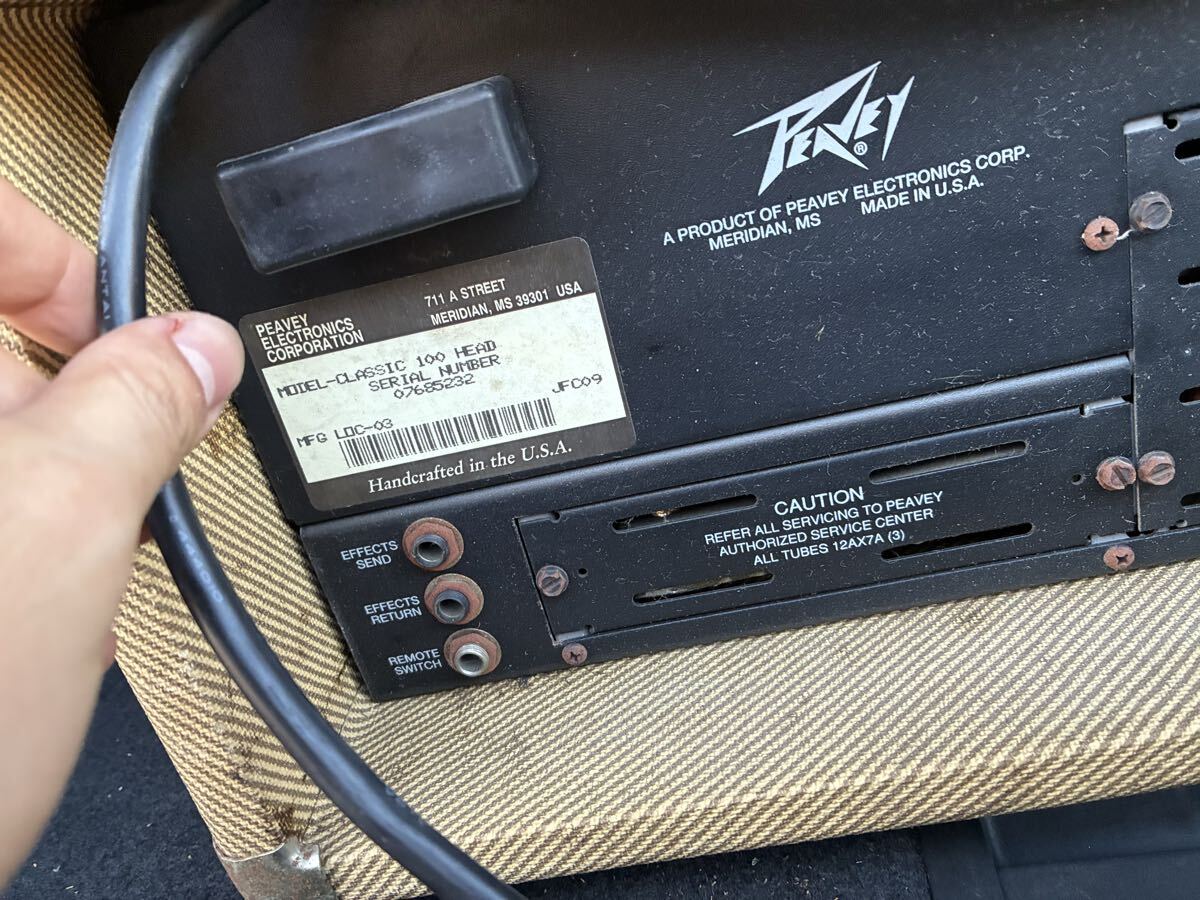 PEAVEY®
A PRODUCT OF PEAVEY ELECTRONICS CORP.
MERIDIAN, MS MADE IN U.S.A.
PEAVEY
ELECTRONICS
CORPORATION
711 A STREET
MERIDIAN, MS 39301 USA
MODEL-CLASSIC 100 HEAD
SERIAL NUMBER
07685232
MFG LOC-03
JFC09
Handcrafted in the U.S.A.
EFFECTS
SEND
EFFECTS
RETURN
REMOTE
SWITCH
CAUTION
REFER ALL SERVICING TO PEAVEY
AUTHORIZED SERVICE CENTER
ALL TUBES 12AX7A (3)